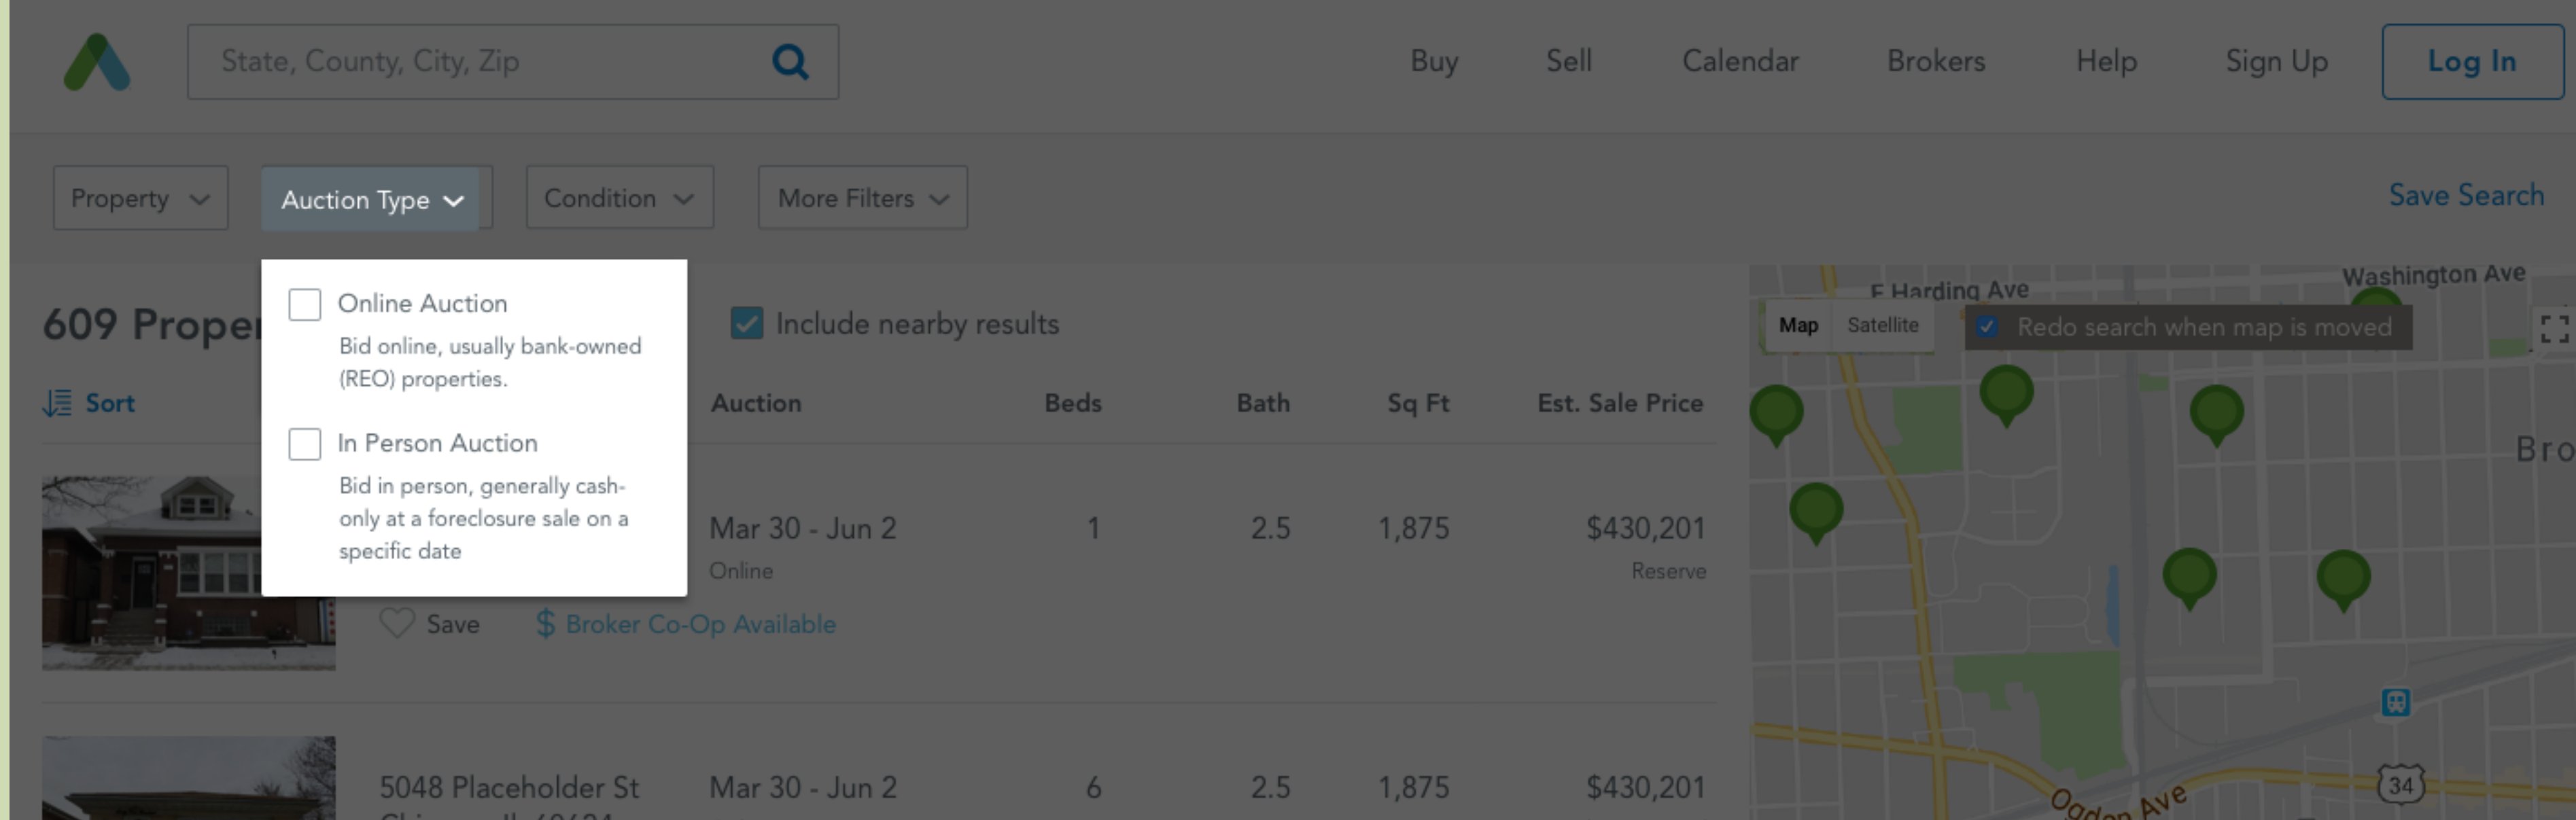 State, County, City, Zip
Buy
Sell
Calendar
Brokers
Help
Sign Up
Log In
Property
Auction Type
Condition
More Filters
Save Search
609 Proper
Online Auction
Bid online, usually bank-owned
(REO) properties.
In Person Auction
Bid in person, generally cash-
only at a foreclosure sale on a
specific date
Include nearby results
Sort
Auction
Beds
Bath
Sq Ft
Est. Sale Price
Mar 30 - Jun 2
1
2.5
1,875
$430,201
Online
Reserve
Save
$ Broker Co-Op Available
5048 Placeholder St
Mar 30 - Jun 2
6
2.5
1,875
$430,201
Washington Ave
E Harding Ave
Map
Satellite
Redo search when map is moved
Bro
34
Ogden Ave